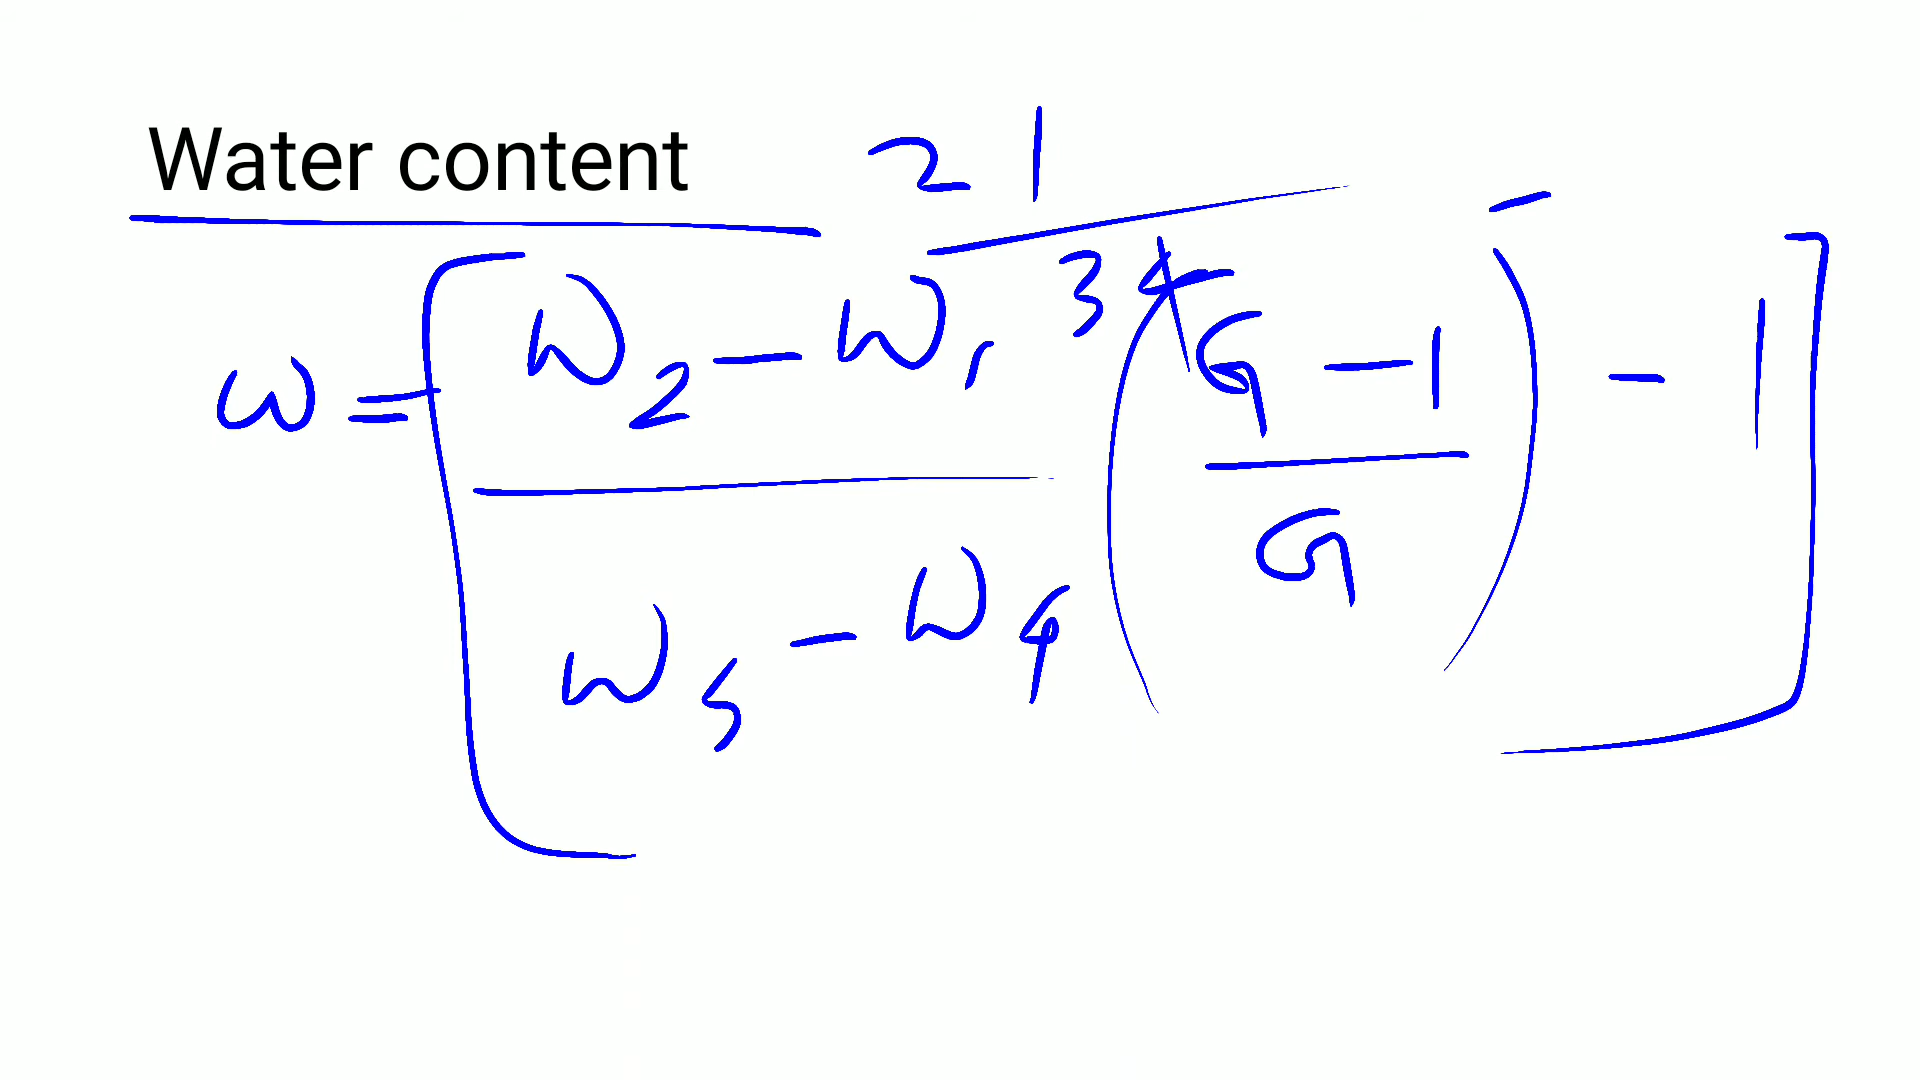 Water content 2 1
3 4 -
w = [ W2 - W1 / W5 - W4 ( G - 1 / G ) - 1 ]